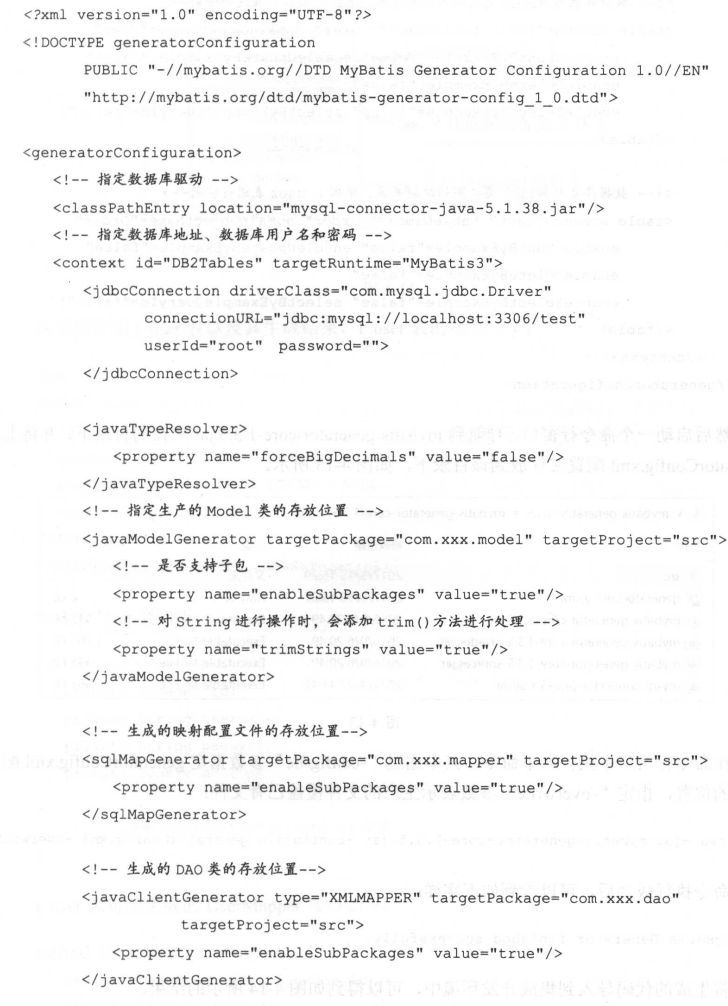 <?xml version="1.0" encoding="UTF-8"?>
<!DOCTYPE generatorConfiguration
PUBLIC "-//mybatis.org//DTD MyBatis Generator Configuration 1.0//EN"
"http://mybatis.org/dtd/mybatis-generator-config_1_0.dtd">
<generatorConfiguration>
<!-- 指定数据库驱动 -->
<classPathEntry location="mysql-connector-java-5.1.38.jar"/>
<!-- 指定数据库地址、数据库用户名和密码 -->
<context id="DB2Tables" targetRuntime="MyBatis3">
<jdbcConnection driverClass="com.mysql.jdbc.Driver"
connectionURL="jdbc:mysql://localhost:3306/test"
userId="root" password="">
</jdbcConnection>
<javaTypeResolver>
<property name="forceBigDecimals" value="false"/>
</javaTypeResolver>
<!-- 指定生产的 Model 类的存放位置 -->
<javaModelGenerator targetPackage="com.xxx.model" targetProject="src">
<!-- 是否支持子包 -->
<property name="enableSubPackages" value="true"/>
<!-- 对 String 进行操作时，会添加 trim()方法进行处理 -->
<property name="trimStrings" value="true"/>
</javaModelGenerator>
<!-- 生成的映射配置文件的存放位置-->
<sqlMapGenerator targetPackage="com.xxx.mapper" targetProject="src">
<property name="enableSubPackages" value="true"/>
</sqlMapGenerator>
<!-- 生成的 DAO 类的存放位置-->
<javaClientGenerator type="XMLMAPPER" targetPackage="com.xxx.dao"
targetProject="src">
<property name="enableSubPackages" value="true"/>
</javaClientGenerator>